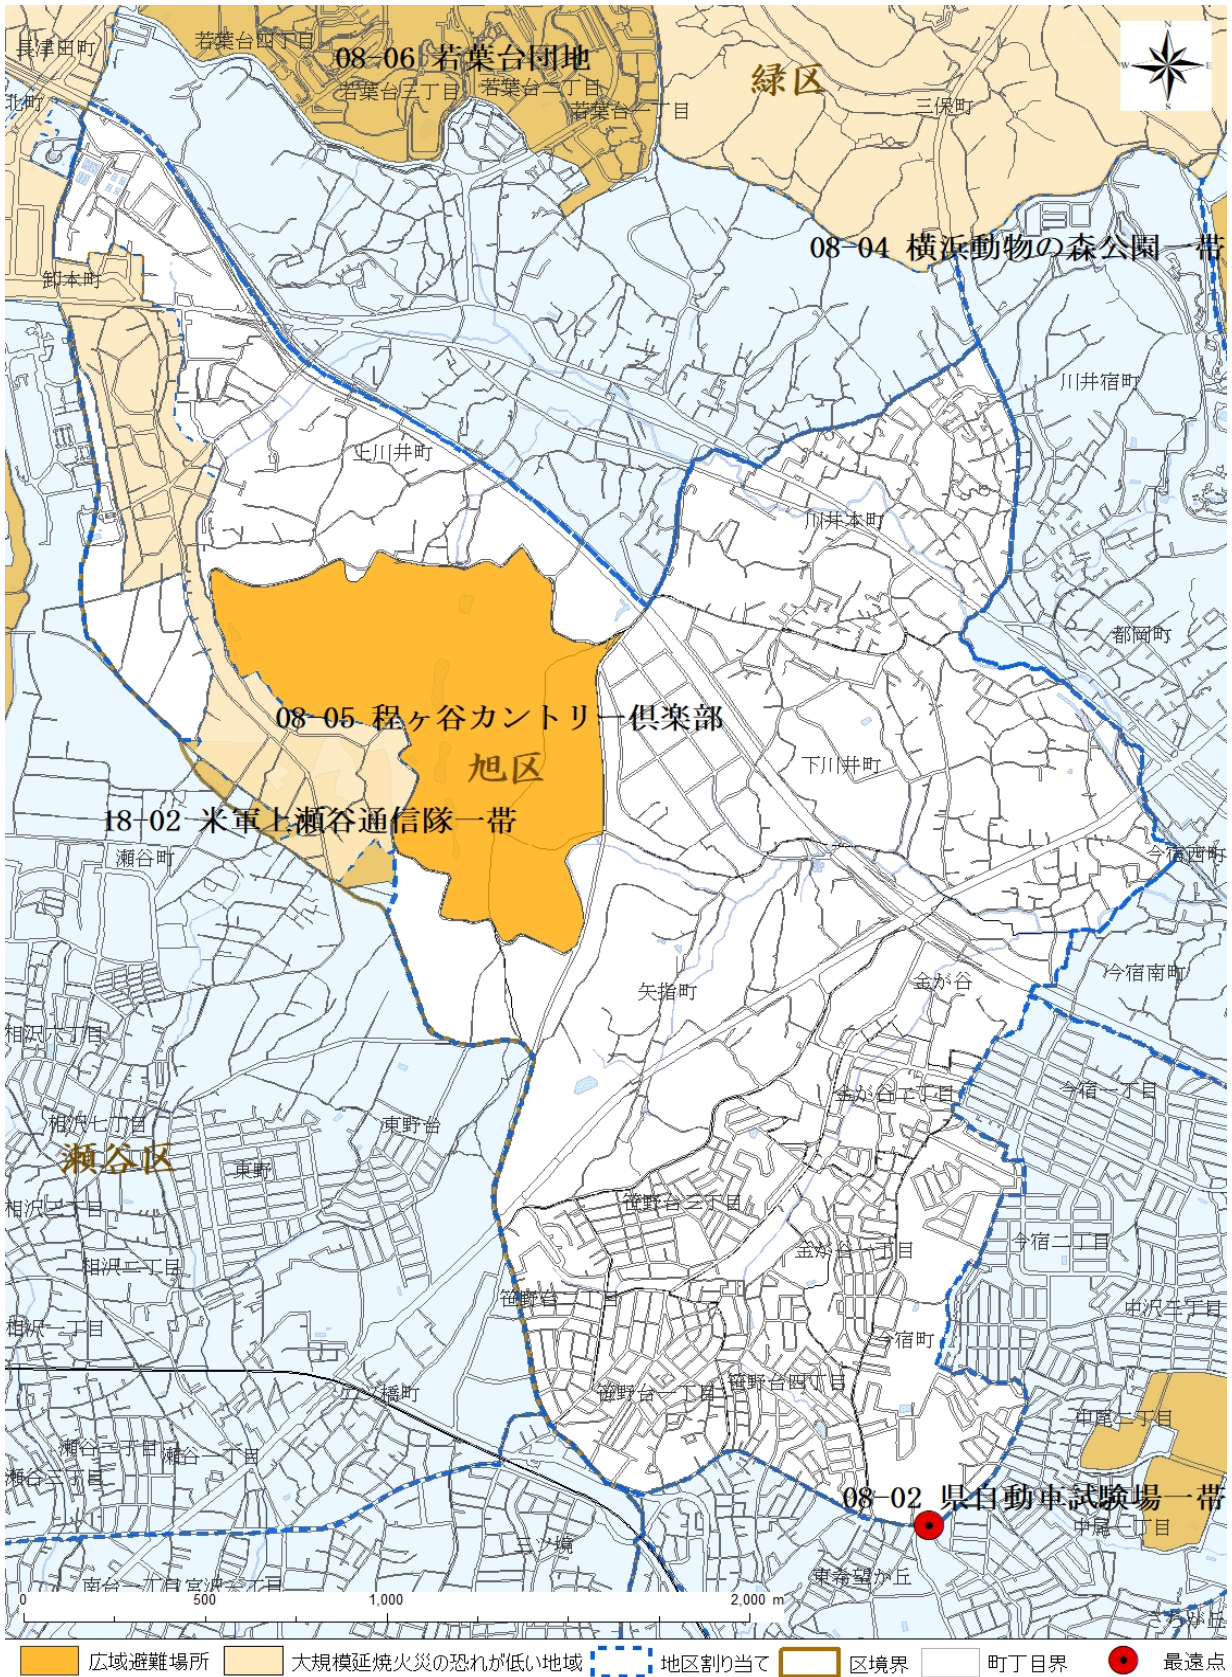 長津田町
若葉台四丁目
08-06 若葉台団地
若葉台三丁目
若葉台二丁目
若葉台一丁目
緑区
三保町
N
W
E
S
北町
08-04 横浜動物の森公園一帯
卸本町
川井宿町
上川井町
川井本町
都岡町
08-05 程ヶ谷カントリー倶楽部
旭区
下川井町
18-02 米軍上瀬谷通信隊一帯
瀬谷町
今宿西町
矢指町
金が谷
今宿南町
相沢六丁目
金が谷二丁目
今宿一丁目
相沢七丁目
東野台
瀬谷区
東野
相沢三丁目
笹野台三丁目
金が谷一丁目
今宿二丁目
相沢二丁目
笹野台
中沢三丁目
相沢一丁目
今宿町
二ツ橋町
笹野台一丁目
笹野台四丁目
中尾二丁目
瀬谷二丁目
瀬谷一丁目
瀬谷三丁目
08-02 県自動車試験場一帯
中尾一丁目
三ツ境
東希望が丘
南台一丁目
宮沢一丁目
さちが丘
0 500 1,000 2,000 m
広域避難場所
大規模延焼火災の恐れが低い地域
地区割り当て
区境界
町丁目界
最遠点